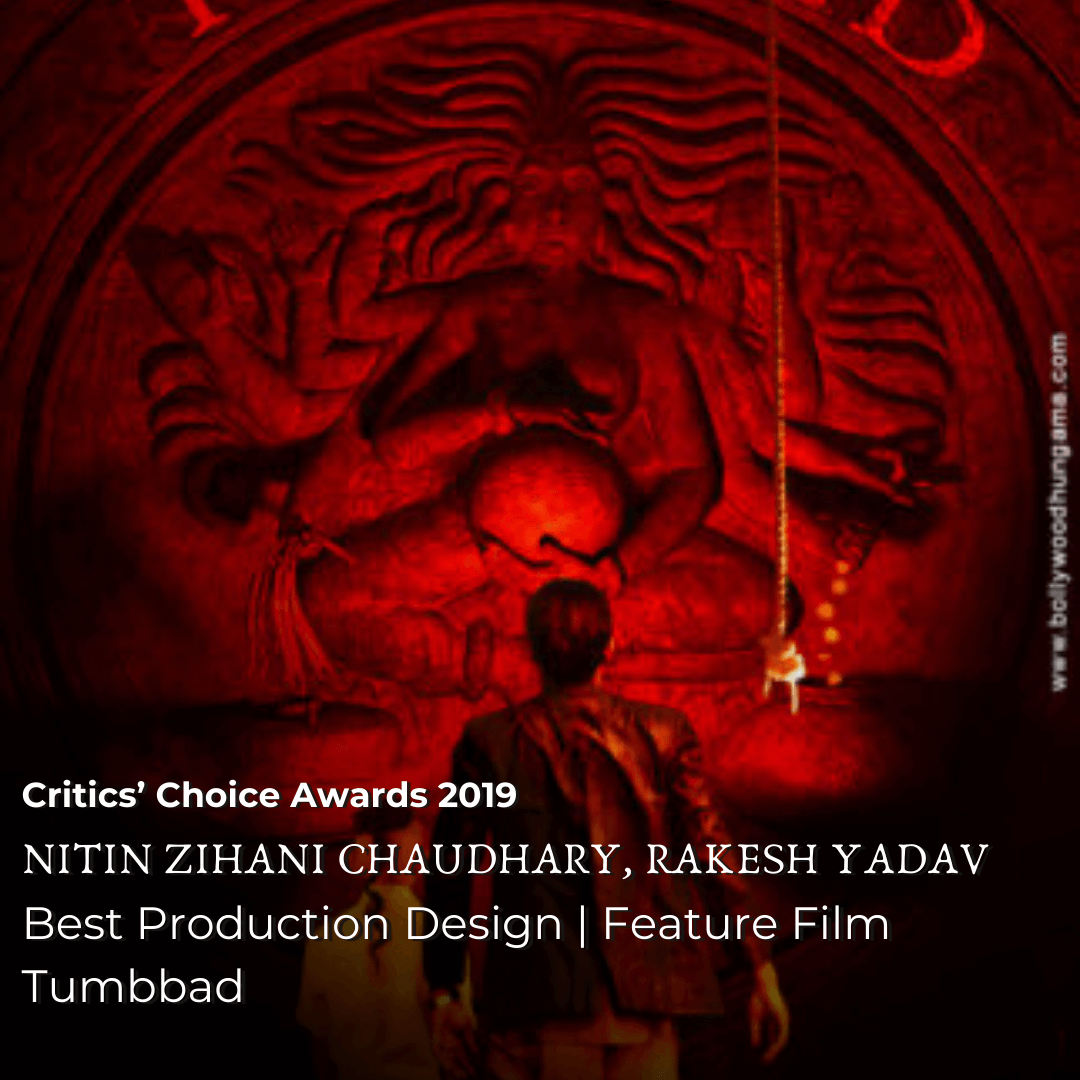 Critics’ Choice Awards 2019
NITIN ZIHANI CHAUDHARY, RAKESH YADAV
Best Production Design | Feature Film
Tumbbad
www.bollywoodhungama.com